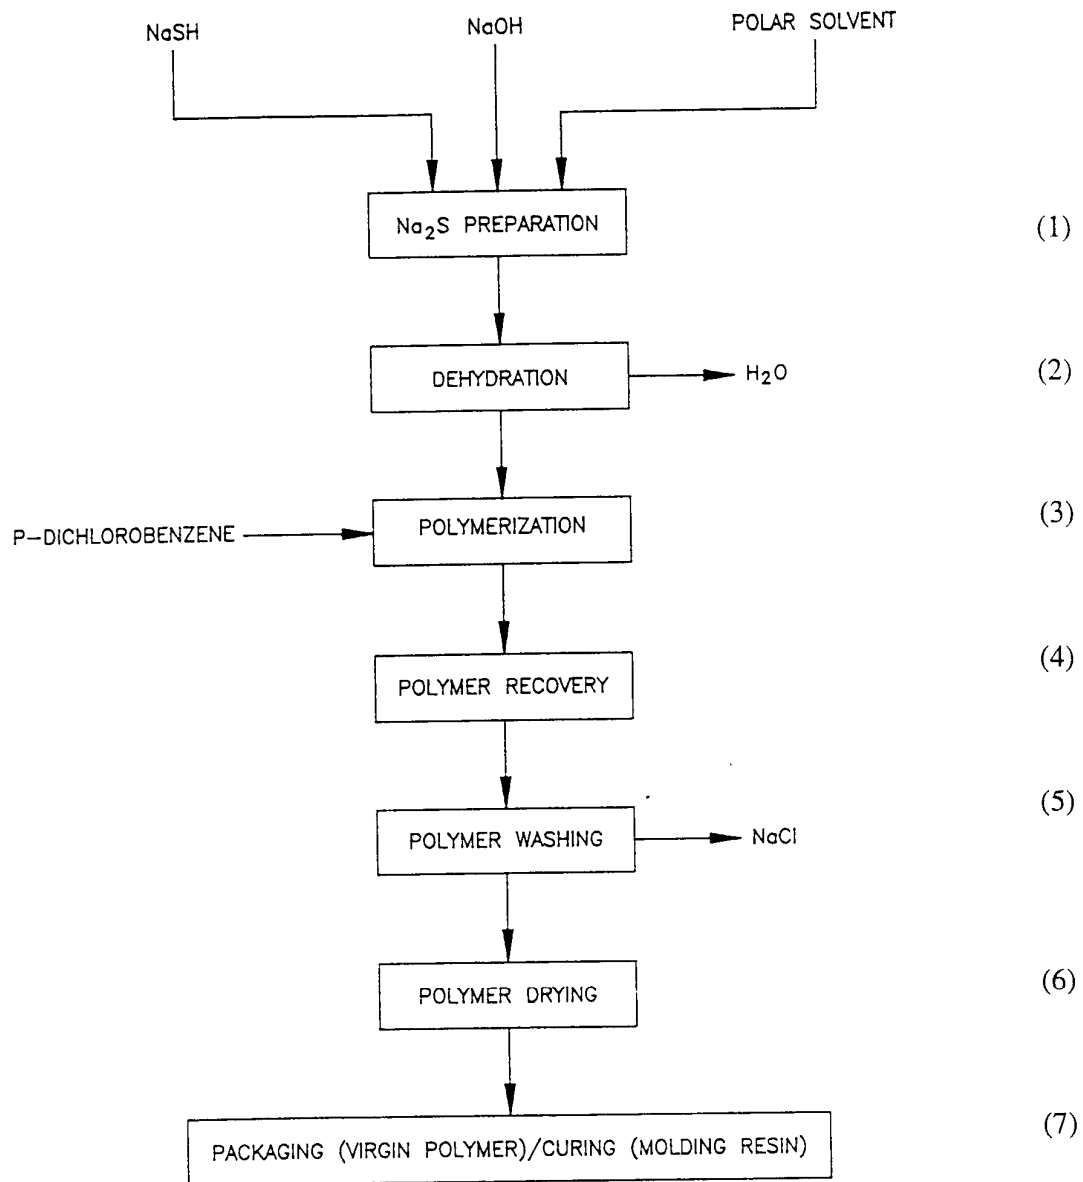 NaSH
NaOH
POLAR SOLVENT
Na₂S PREPARATION
(1)
DEHYDRATION
H₂O
(2)
P-DICHLOROBENZENE
POLYMERIZATION
(3)
POLYMER RECOVERY
(4)
POLYMER WASHING
NaCl
(5)
POLYMER DRYING
(6)
PACKAGING (VIRGIN POLYMER)/CURING (MOLDING RESIN)
(7)